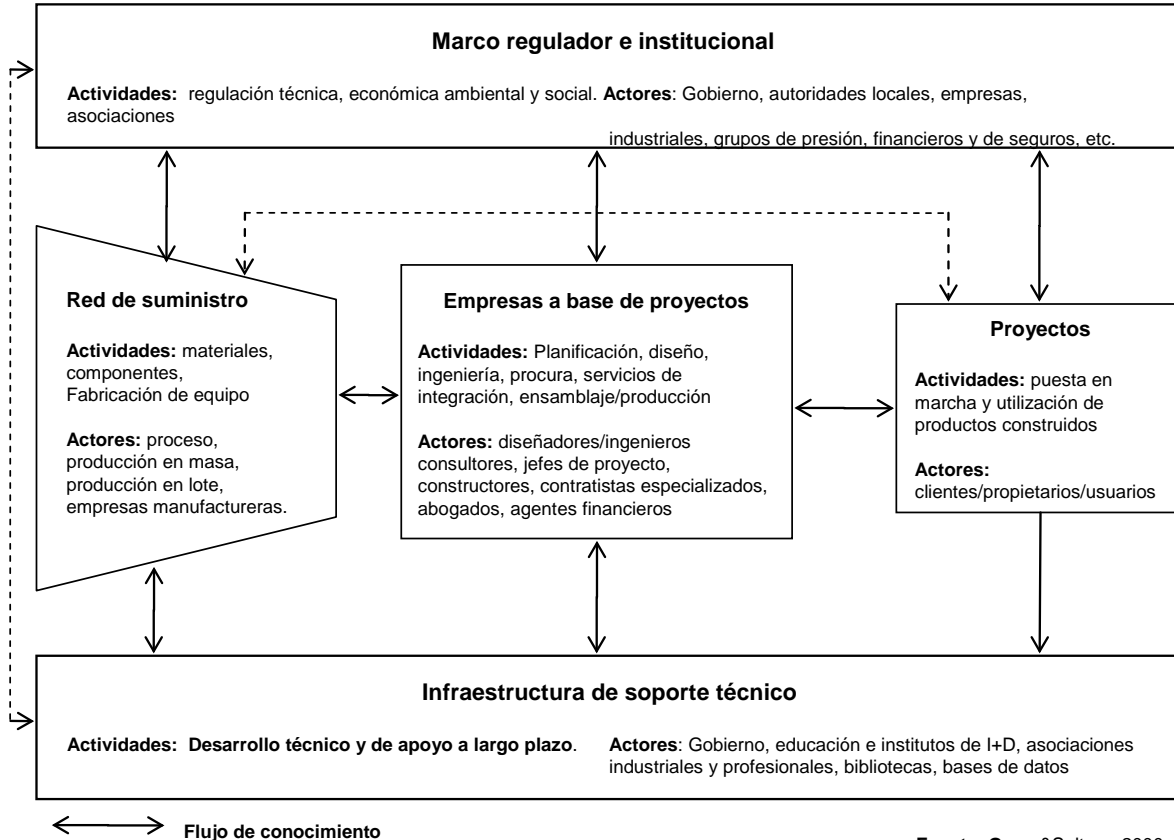 Marco regulador e institucional
Actividades: regulación técnica, económica ambiental y social. Actores: Gobierno, autoridades locales, empresas,
asociaciones
industriales, grupos de presión, financieros y de seguros, etc.
Red de suministro
Actividades: materiales,
componentes,
Fabricación de equipo
Actores: proceso,
producción en masa,
producción en lote,
empresas manufactureras.
Empresas a base de proyectos
Actividades: Planificación, diseño,
ingeniería, procura, servicios de
integración, ensamblaje/producción
Actores: diseñadores/ingenieros
consultores, jefes de proyecto,
constructores, contratistas especializados,
abogados, agentes financieros
Proyectos
Actividades: puesta en
marcha y utilización de
productos construidos
Actores:
clientes/propietarios/usuarios
Infraestructura de soporte técnico
Actividades: Desarrollo técnico y de apoyo a largo plazo.
Actores: Gobierno, educación e institutos de I+D, asociaciones
industriales y profesionales, bibliotecas, bases de datos
Flujo de conocimiento